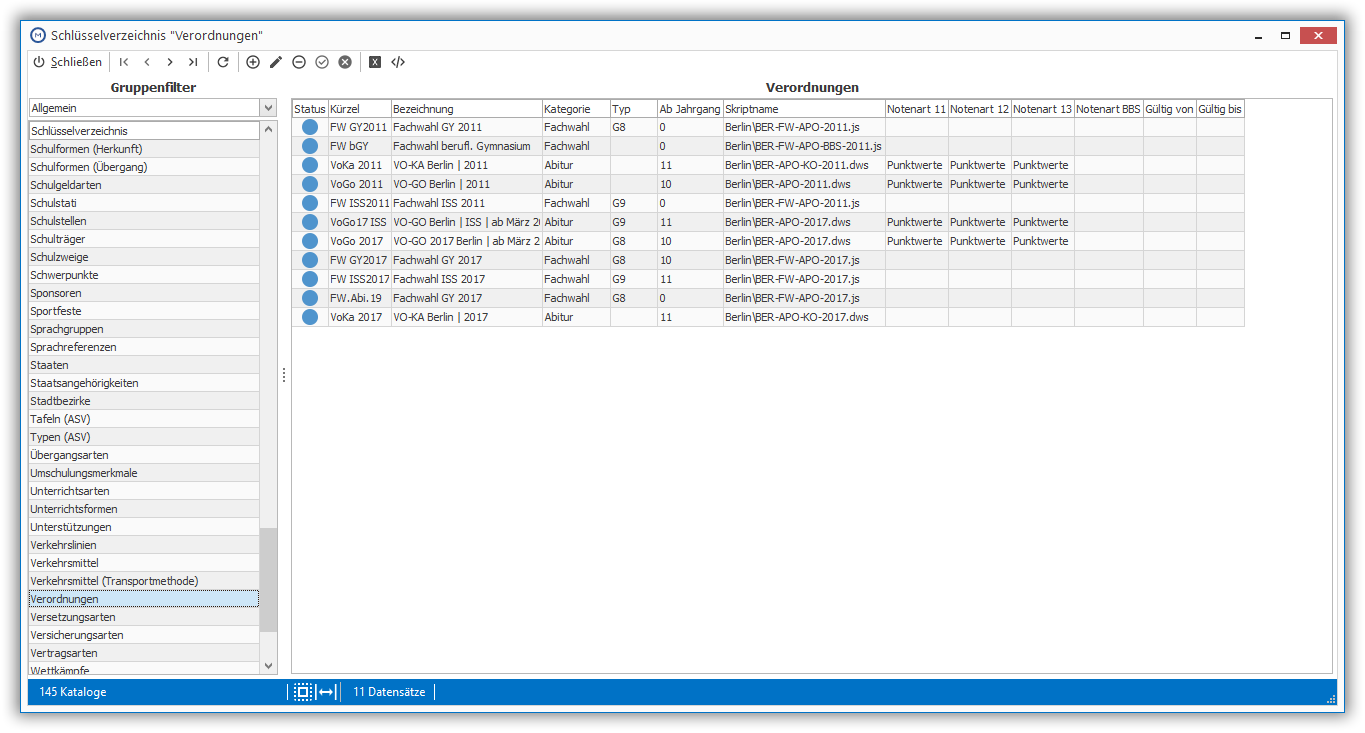 Schlüsselverzeichnis "Verordnungen"
Schließen
Gruppenfilter
Allgemein
Schlüsselverzeichnis
Schulformen (Herkunft)
Schulformen (Übergang)
Schulgeldarten
Schulstati
Schulstellen
Schulträger
Schulzweige
Schwerpunkte
Sponsoren
Sportfeste
Sprachgruppen
Sprachreferenzen
Staaten
Staatsangehörigkeiten
Stadtbezirke
Tafeln (ASV)
Typen (ASV)
Übergangsarten
Umschulungsmerkmale
Unterrichtsarten
Unterrichtsformen
Unterstützungen
Verkehrslinien
Verkehrsmittel
Verkehrsmittel (Transportmethode)
Verordnungen
Versetzungsarten
Versicherungsarten
Vertragsarten
Wettkämpfe
Verordnungen
Status Kürzel Bezeichnung Kategorie Typ Ab Jahrgang Skriptname Notenart 11 Notenart 12 Notenart 13 Notenart BBS Gültig von Gültig bis
FW GY2011 Fachwahl GY 2011 Fachwahl G8 0 Berlin\BER-FW-APO-2011.js
FW bGY Fachwahl berufl. Gymnasium Fachwahl 0 Berlin\BER-FW-APO-BBS-2011.js
VoKa 2011 VO-KA Berlin | 2011 Abitur 11 Berlin\BER-APO-KO-2011.dws Punktwerte Punktwerte Punktwerte
VoGo 2011 VO-GO Berlin | 2011 Abitur 10 Berlin\BER-APO-2011.dws Punktwerte Punktwerte Punktwerte
FW ISS2011 Fachwahl ISS 2011 Fachwahl G9 0 Berlin\BER-FW-APO-2011.js
VoGo17 ISS VO-GO Berlin | ISS | ab März 2 Abitur G9 11 Berlin\BER-APO-2017.dws Punktwerte Punktwerte Punktwerte
VoGo 2017 VO-GO 2017 Berlin | ab März 2 Abitur G8 10 Berlin\BER-APO-2017.dws Punktwerte Punktwerte Punktwerte
FW GY2017 Fachwahl GY 2017 Fachwahl G8 10 Berlin\BER-FW-APO-2017.js
FW ISS2017 Fachwahl ISS 2017 Fachwahl G9 11 Berlin\BER-FW-APO-2017.js
FW.Abi.19 Fachwahl GY 2017 Fachwahl G8 0 Berlin\BER-FW-APO-2017.js
VoKa 2017 VO-KA Berlin | 2017 Abitur 11 Berlin\BER-APO-KO-2017.dws
145 Kataloge
11 Datensätze